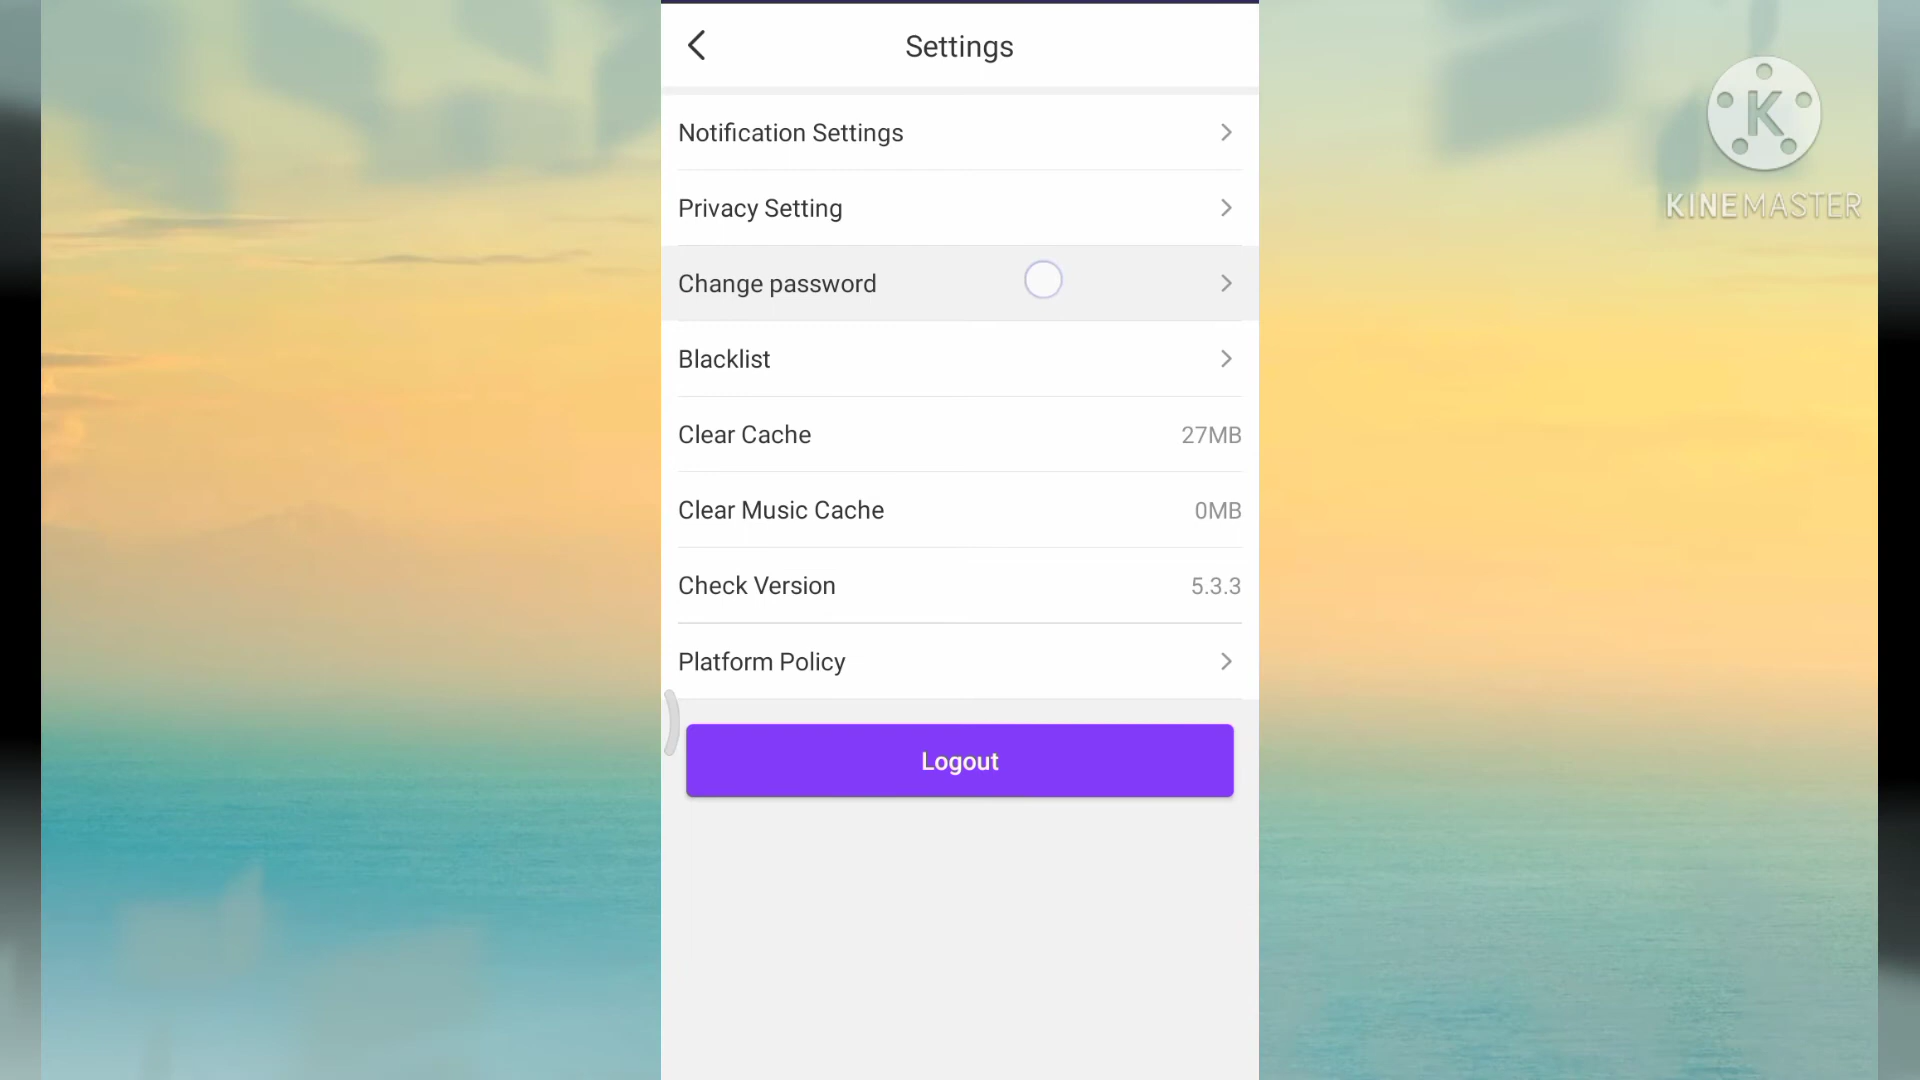 Settings
K
KINEMASTER
Notification Settings
Privacy Setting
Change password
Blacklist
Clear Cache 27MB
Clear Music Cache 0MB
Check Version 5.3.3
Platform Policy
Logout